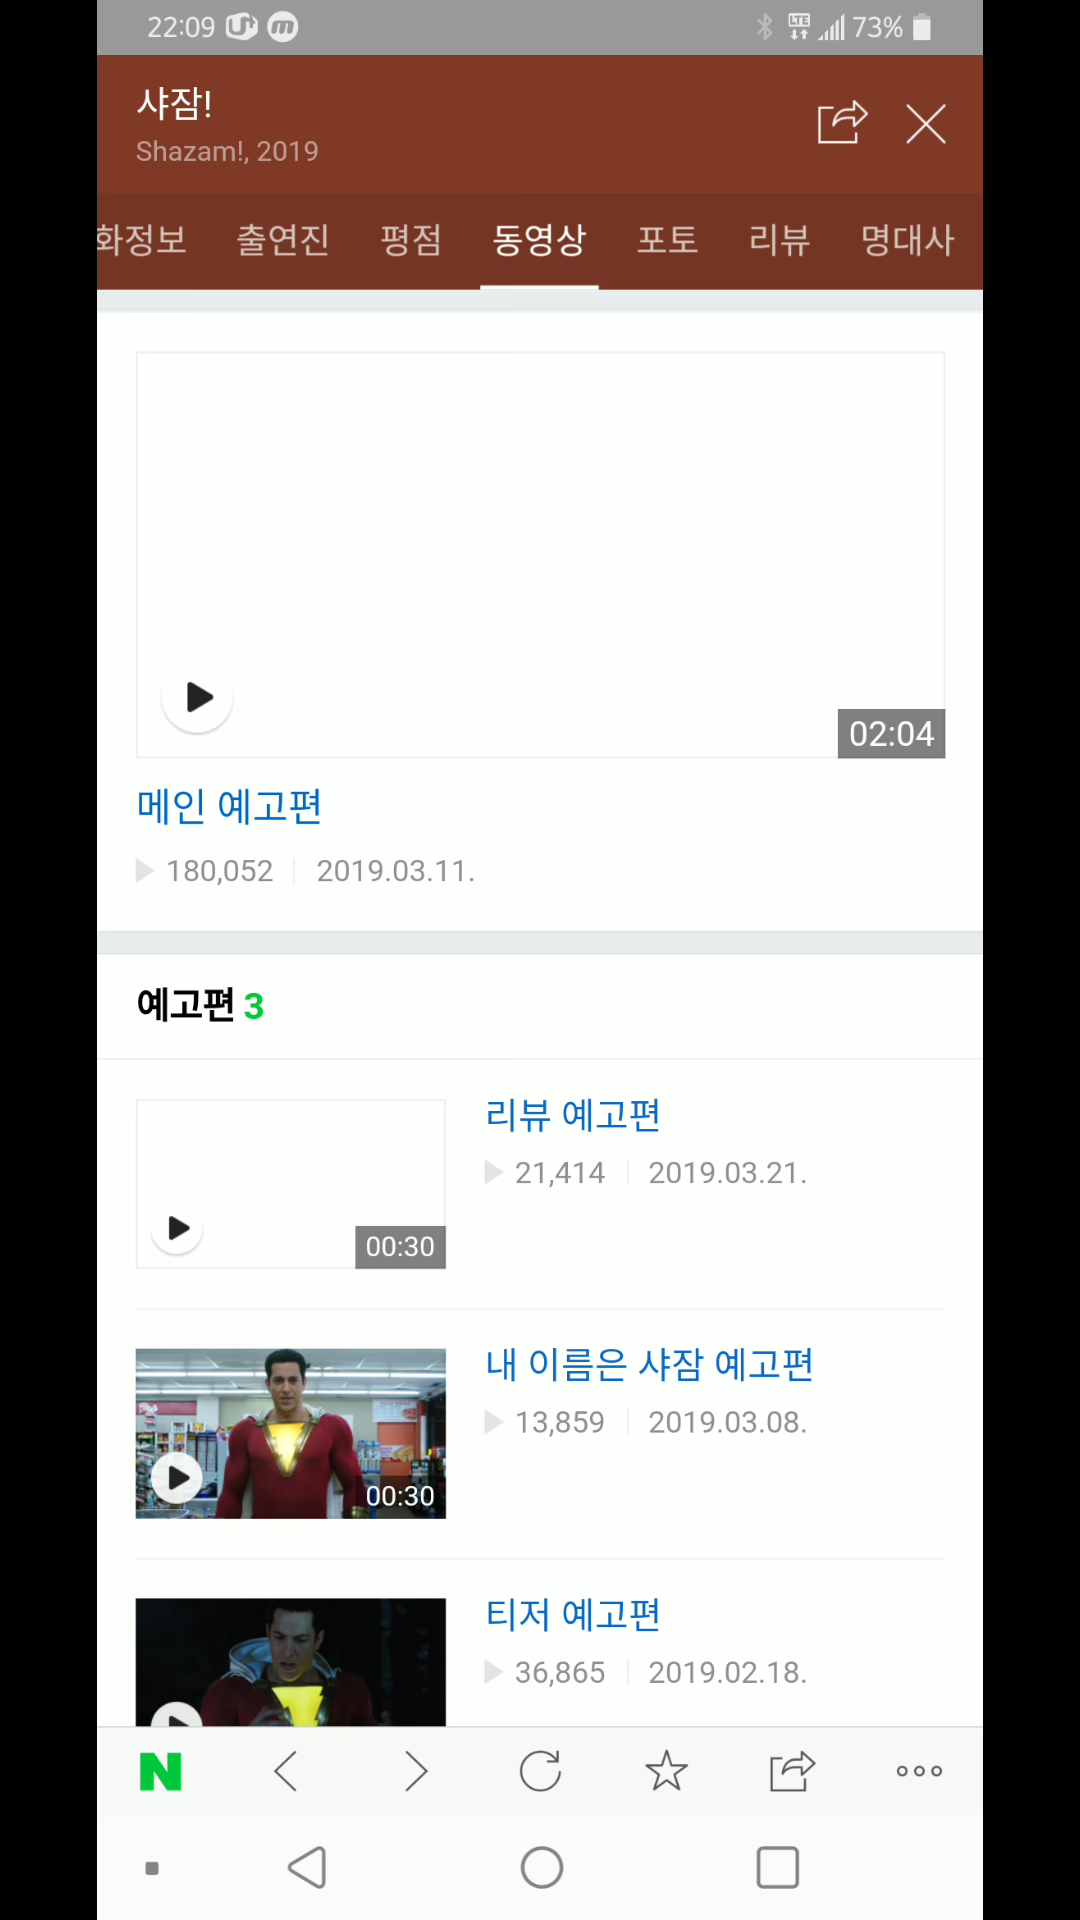 22:09 U+ m LTE 73%
샤잠!
Shazam!, 2019
화정보 출연진 평점 동영상 포토 리뷰 명대사
02:04
메인 예고편
180,052 2019.03.11.
예고편 3
리뷰 예고편
21,414 2019.03.21.
00:30
내 이름은 샤잠 예고편
13,859 2019.03.08.
00:30
티저 예고편
36,865 2019.02.18.
N